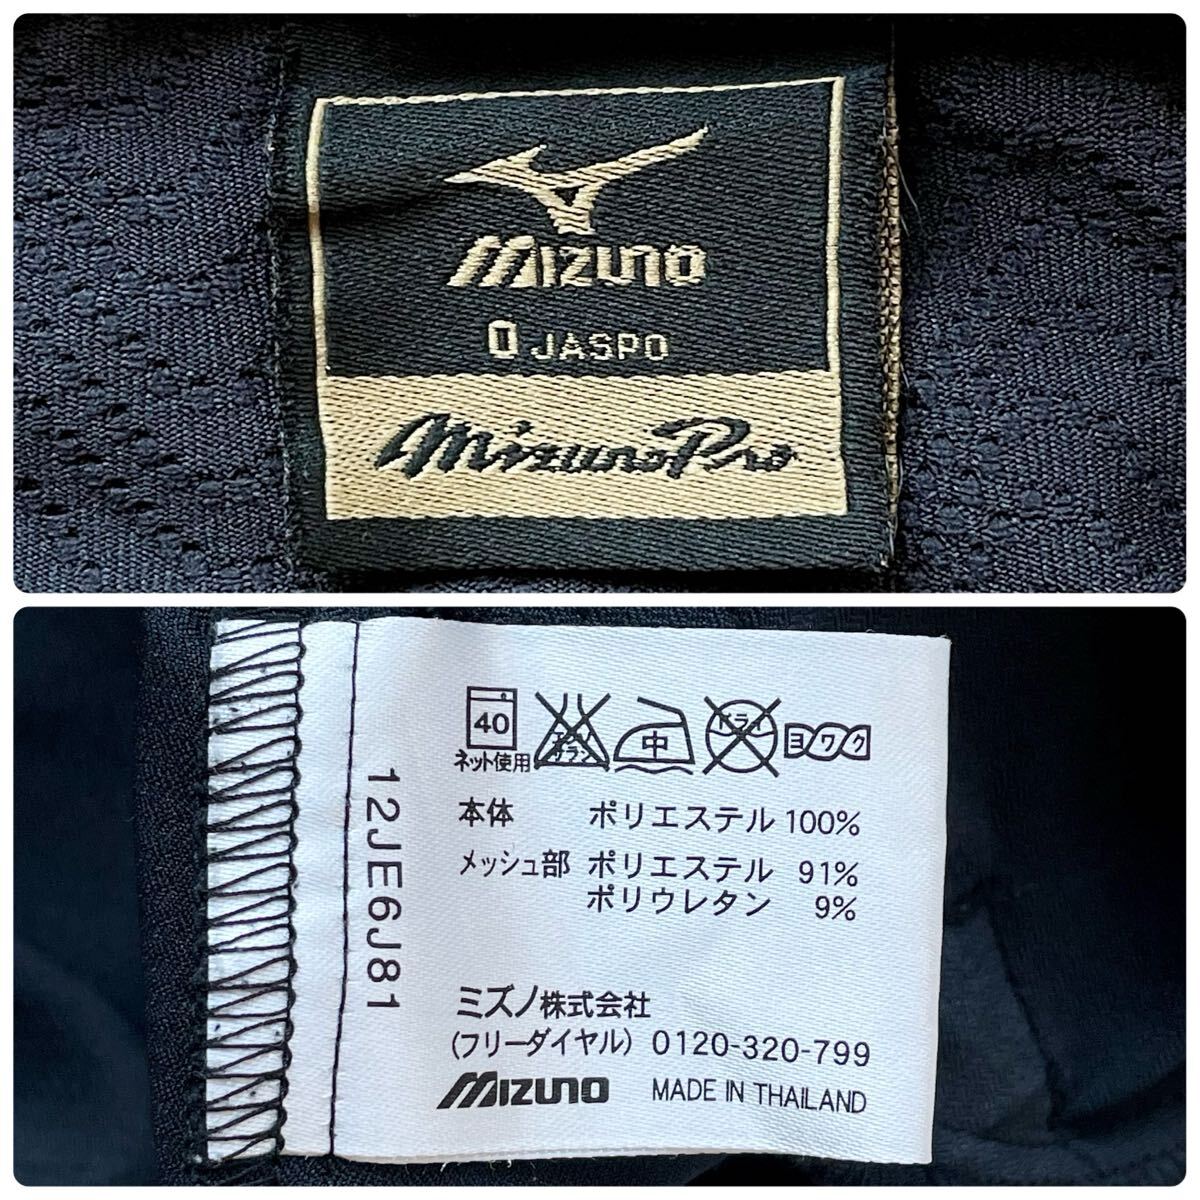 MIZUNO
O JASPO
MizunoPro
40
ネット使用
エンソ
サラシ
中
ドライ
ヨワク
本体 ポリエステル 100%
メッシュ部 ポリエステル 91%
ポリウレタン 9%
ミズノ株式会社
(フリーダイヤル) 0120-320-799
MIZUNO MADE IN THAILAND
12JE6J81